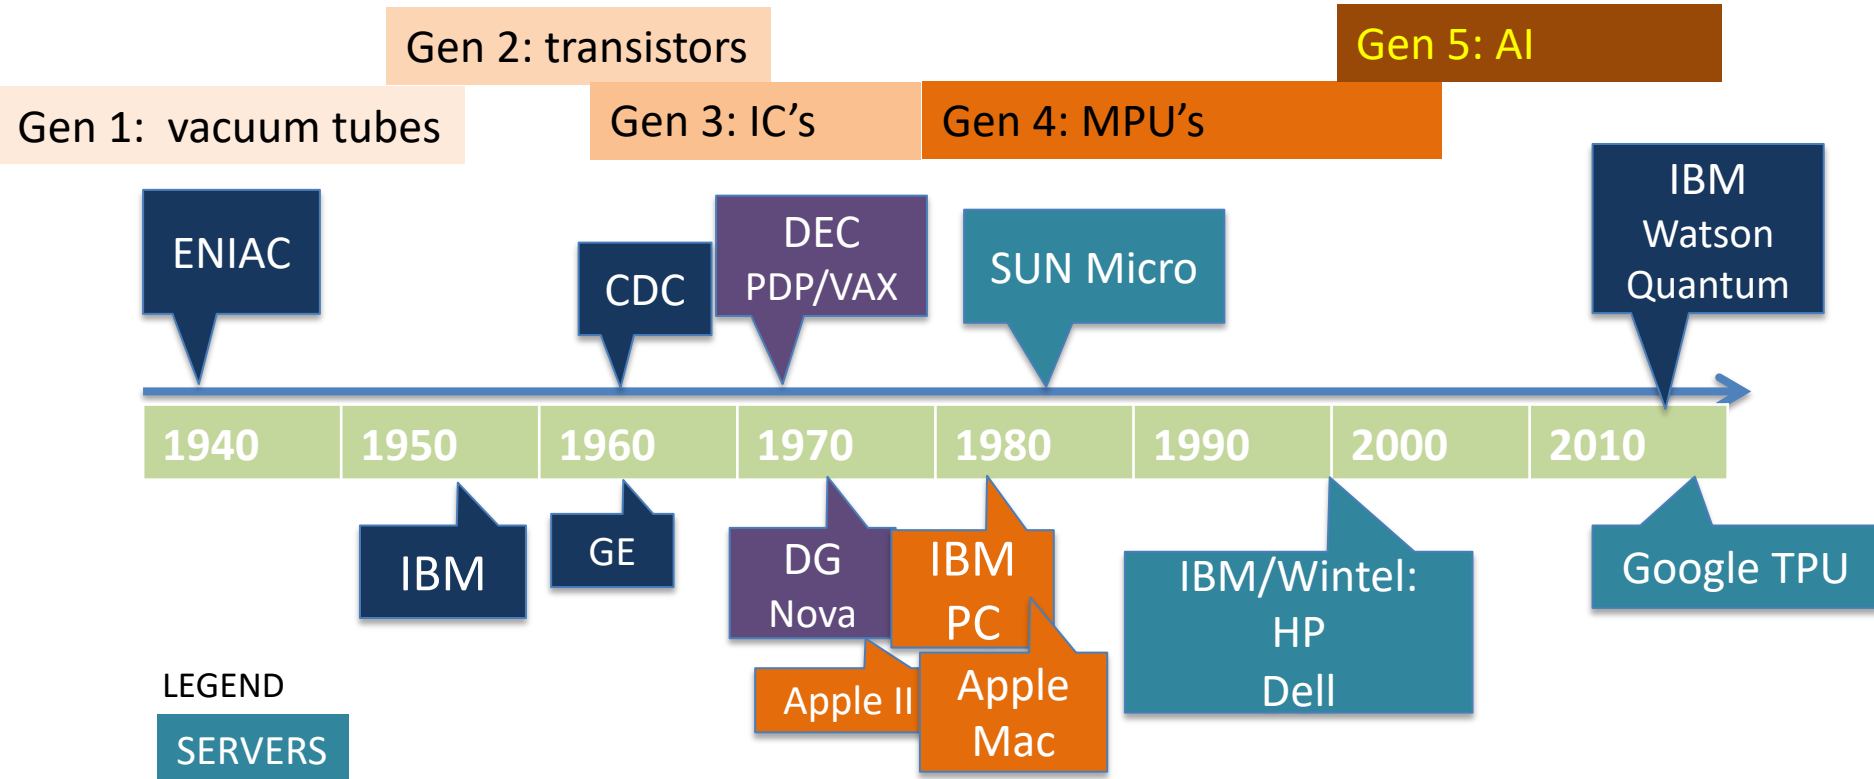 Gen 2: transistors
Gen 5: AI
Gen 1:  vacuum tubes
Gen 3: IC’s
Gen 4: MPU’s
ENIAC
CDC
DEC
PDP/VAX
SUN Micro
IBM
Watson
Quantum
1940
1950
1960
1970
1980
1990
2000
2010
IBM
GE
DG
Nova
IBM
PC
Apple II
Apple
Mac
IBM/Wintel:
HP
Dell
Google TPU
LEGEND
SERVERS